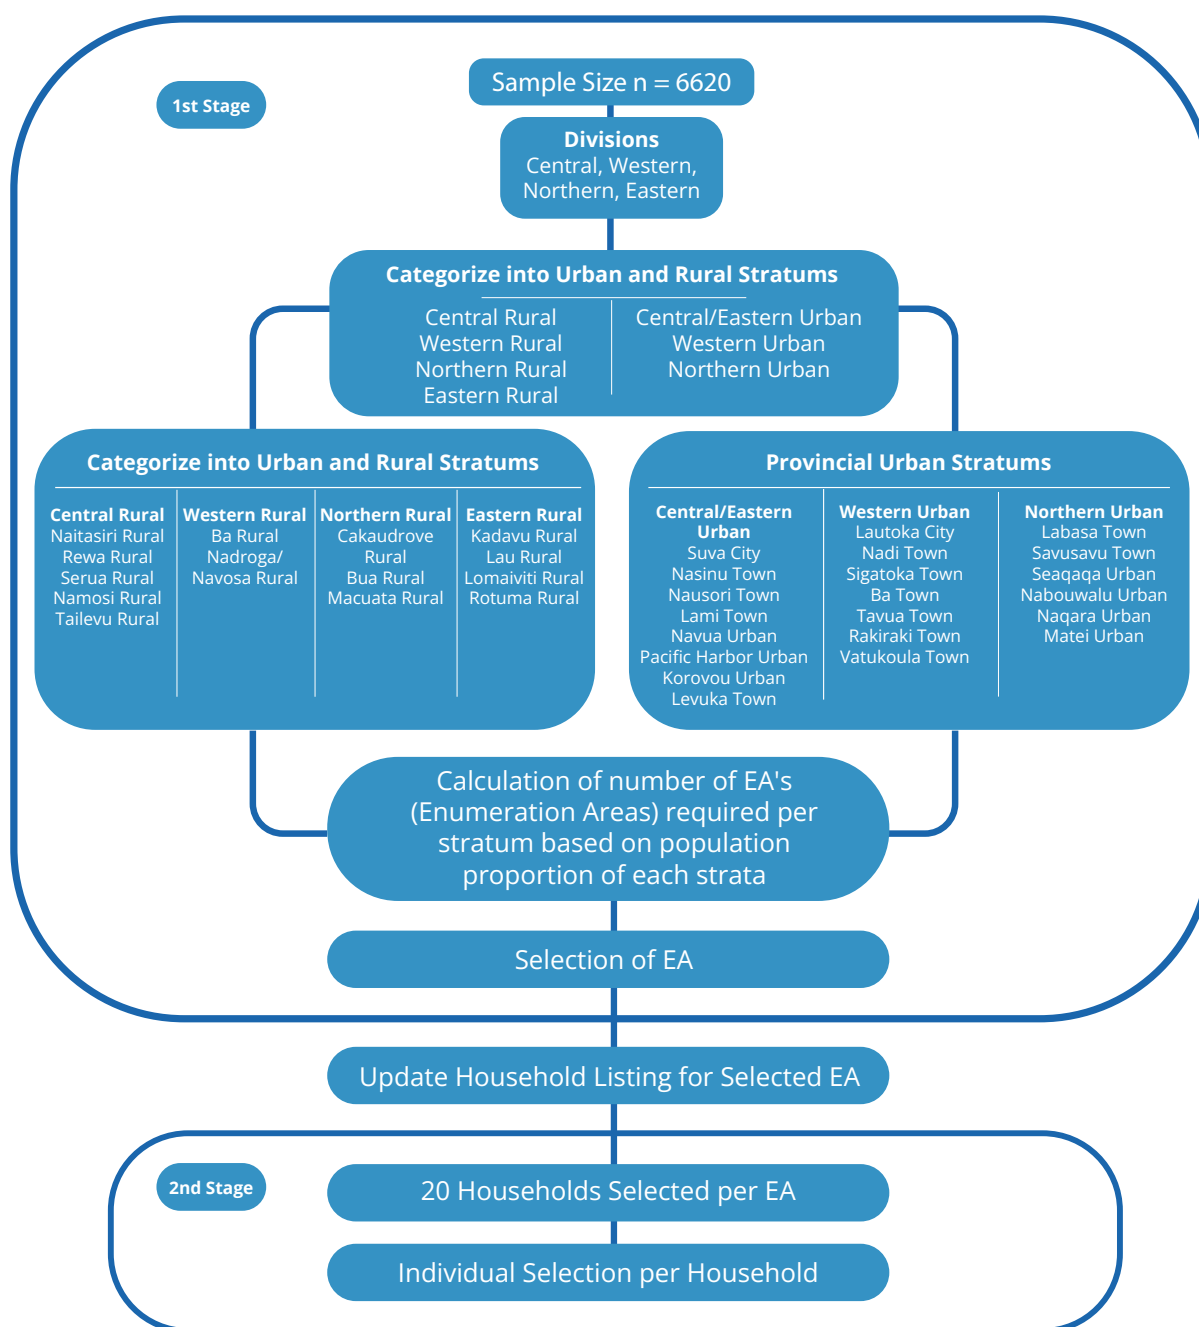 1st Stage
Sample Size n = 6620
Divisions
Central, Western,
Northern, Eastern
Categorize into Urban and Rural Stratums
Central Rural
Western Rural
Northern Rural
Eastern Rural
Central/Eastern Urban
Western Urban
Northern Urban
Categorize into Urban and Rural Stratums
Central Rural
Naitasiri Rural
Rewa Rural
Serua Rural
Namosi Rural
Tailevu Rural
Western Rural
Ba Rural
Nadroga/
Navosa Rural
Northern Rural
Cakaudrove
Rural
Bua Rural
Macuata Rural
Eastern Rural
Kadavu Rural
Lau Rural
Lomaiviti Rural
Rotuma Rural
Provincial Urban Stratums
Central/Eastern
Urban
Suva City
Nasinu Town
Nausori Town
Lami Town
Navua Urban
Pacific Harbor Urban
Korovou Urban
Levuka Town
Western Urban
Lautoka City
Nadi Town
Sigatoka Town
Ba Town
Tavua Town
Rakiraki Town
Vatukoula Town
Northern Urban
Labasa Town
Savusavu Town
Seaqaqa Urban
Nabouwalu Urban
Naqara Urban
Matei Urban
Calculation of number of EA's
(Enumeration Areas) required per
stratum based on population
proportion of each strata
Selection of EA
Update Household Listing for Selected EA
2nd Stage
20 Households Selected per EA
Individual Selection per Household